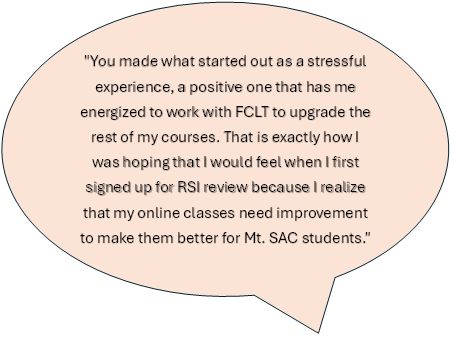 "You made what started out as a stressful
experience, a positive one that has me
energized to work with FCLT to upgrade the
rest of my courses. That is exactly how I
was hoping that I would feel when I first
signed up for RSI review because I realize
that my online classes need improvement
to make them better for Mt. SAC students."